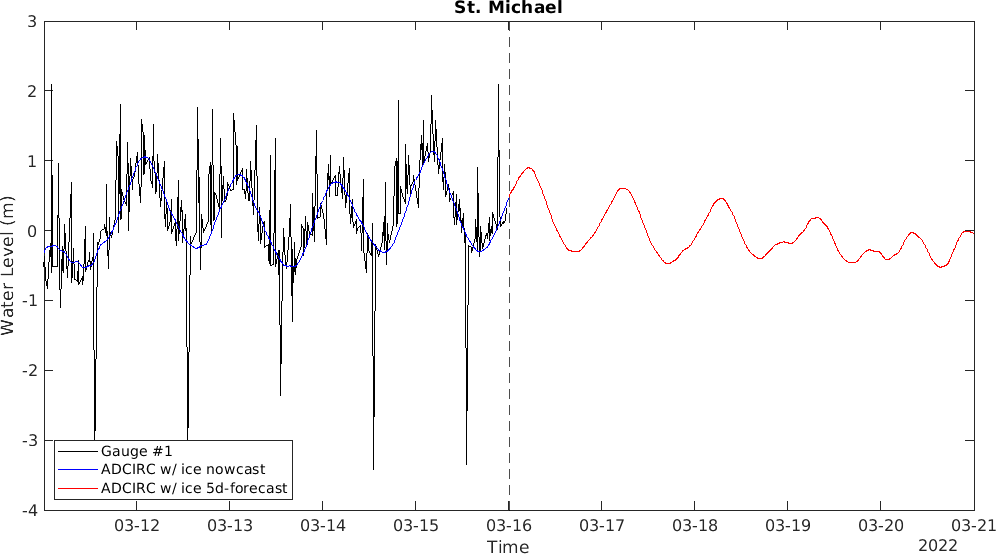 St. Michael
3
2
1
0
-1
-2
-3
-4
Water Level (m)
Gauge #1
ADCIRC w/ ice nowcast
ADCIRC w/ ice 5d-forecast
03-12 03-13 03-14 03-15 03-16 03-17 03-18 03-19 03-20 03-21
Time
2022